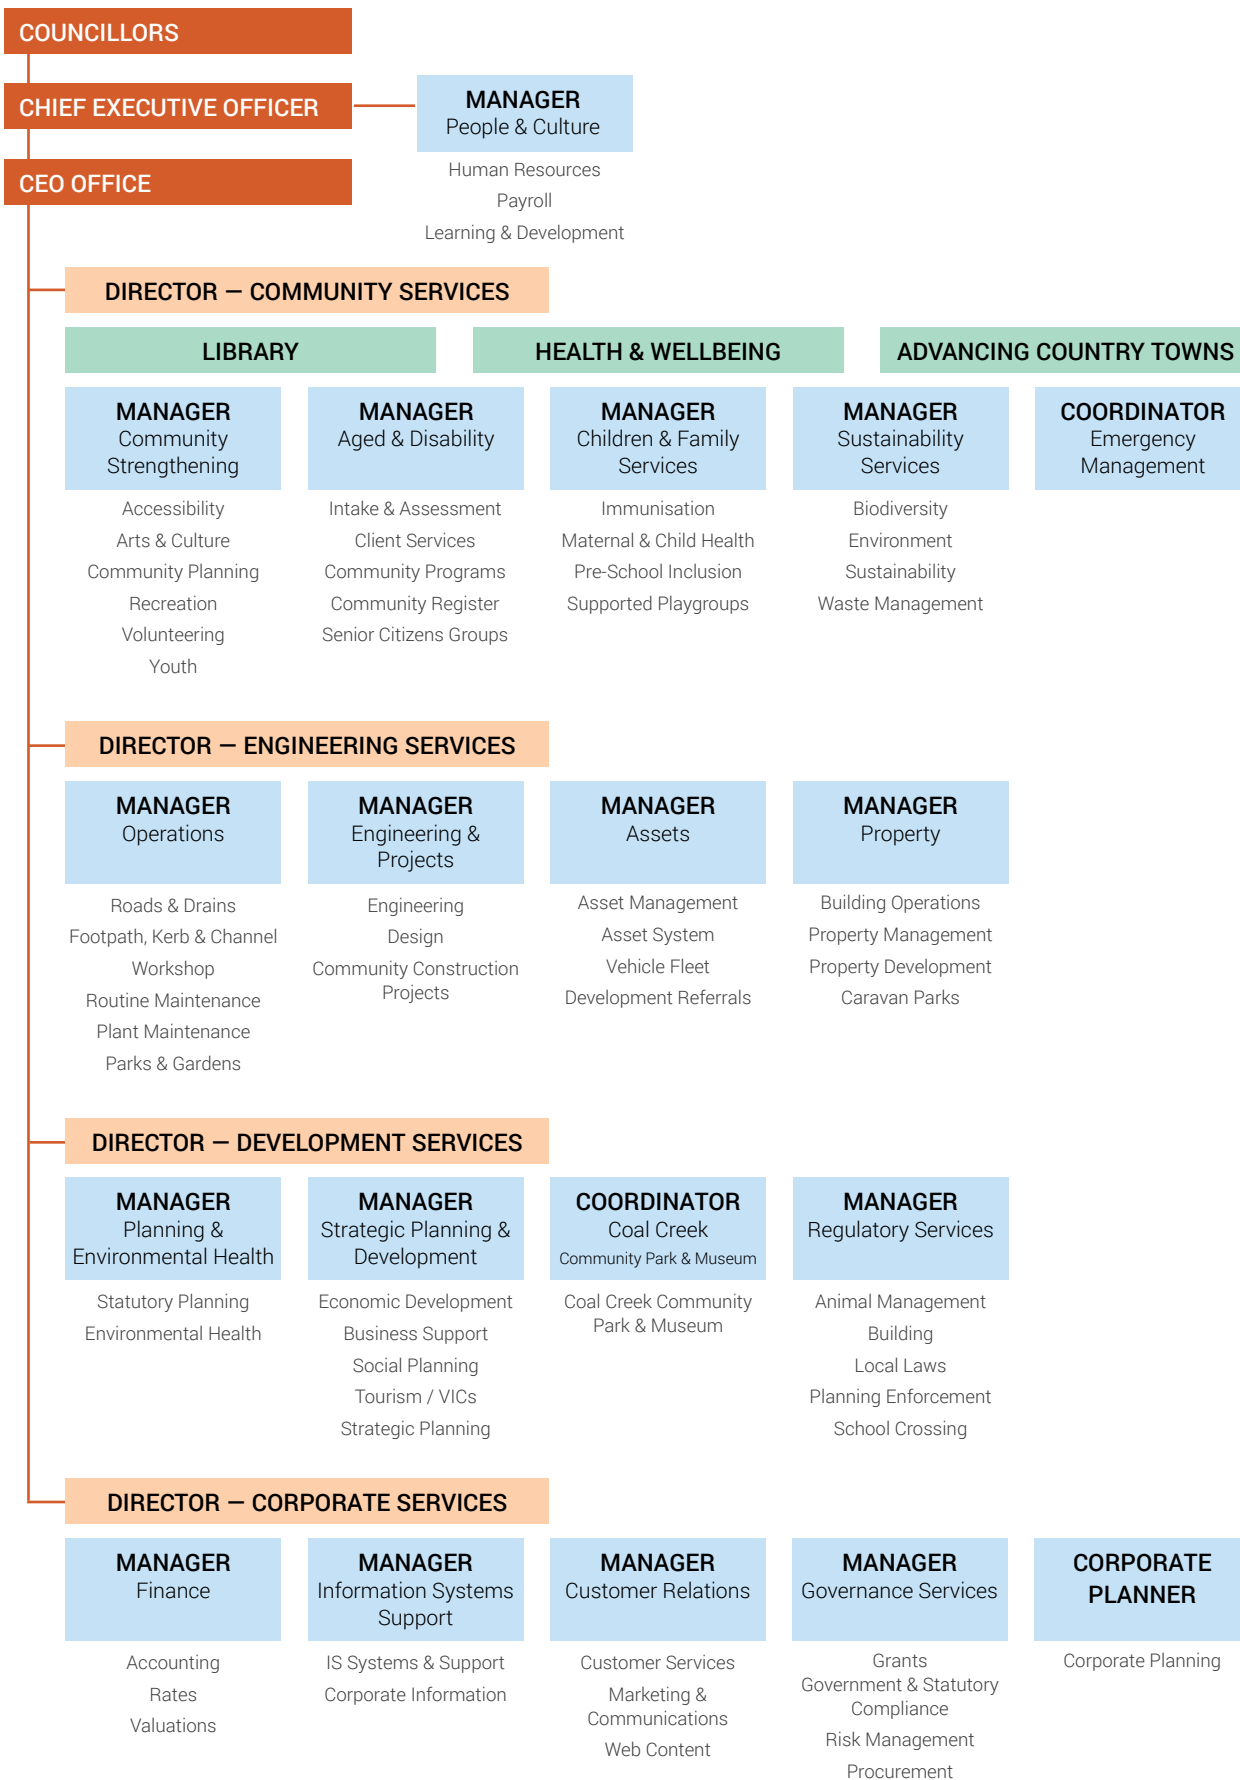 COUNCILLORS
CHIEF EXECUTIVE OFFICER
MANAGER
People & Culture
CEO OFFICE
Human Resources
Payroll
Learning & Development
DIRECTOR — COMMUNITY SERVICES
LIBRARY
HEALTH & WELLBEING
ADVANCING COUNTRY TOWNS
MANAGER
Community
Strengthening
Accessibility
Arts & Culture
Community Planning
Recreation
Volunteering
Youth
MANAGER
Aged & Disability
Intake & Assessment
Client Services
Community Programs
Community Register
Senior Citizens Groups
MANAGER
Children & Family
Services
Immunisation
Maternal & Child Health
Pre-School Inclusion
Supported Playgroups
MANAGER
Sustainability
Services
Biodiversity
Environment
Sustainability
Waste Management
COORDINATOR
Emergency
Management
DIRECTOR — ENGINEERING SERVICES
MANAGER
Operations
Roads & Drains
Footpath, Kerb & Channel
Workshop
Routine Maintenance
Plant Maintenance
Parks & Gardens
MANAGER
Engineering &
Projects
Engineering
Design
Community Construction
Projects
MANAGER
Assets
Asset Management
Asset System
Vehicle Fleet
Development Referrals
MANAGER
Property
Building Operations
Property Management
Property Development
Caravan Parks
DIRECTOR — DEVELOPMENT SERVICES
MANAGER
Planning &
Environmental Health
Statutory Planning
Environmental Health
MANAGER
Strategic Planning &
Development
Economic Development
Business Support
Social Planning
Tourism / VICs
Strategic Planning
COORDINATOR
Coal Creek
Community Park & Museum
Coal Creek Community
Park & Museum
MANAGER
Regulatory Services
Animal Management
Building
Local Laws
Planning Enforcement
School Crossing
DIRECTOR — CORPORATE SERVICES
MANAGER
Finance
Accounting
Rates
Valuations
MANAGER
Information Systems
Support
IS Systems & Support
Corporate Information
MANAGER
Customer Relations
Customer Services
Marketing &
Communications
Web Content
MANAGER
Governance Services
Grants
Government & Statutory
Compliance
Risk Management
Procurement
CORPORATE
PLANNER
Corporate Planning